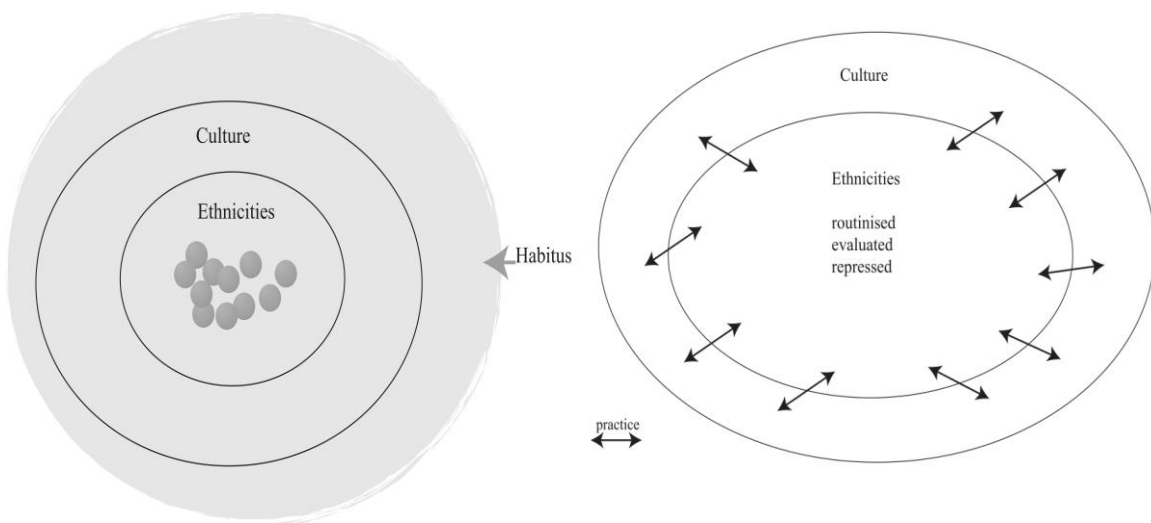 Culture
Ethnicities
Habitus
Culture
Ethnicities
routinised
evaluated
repressed
practice